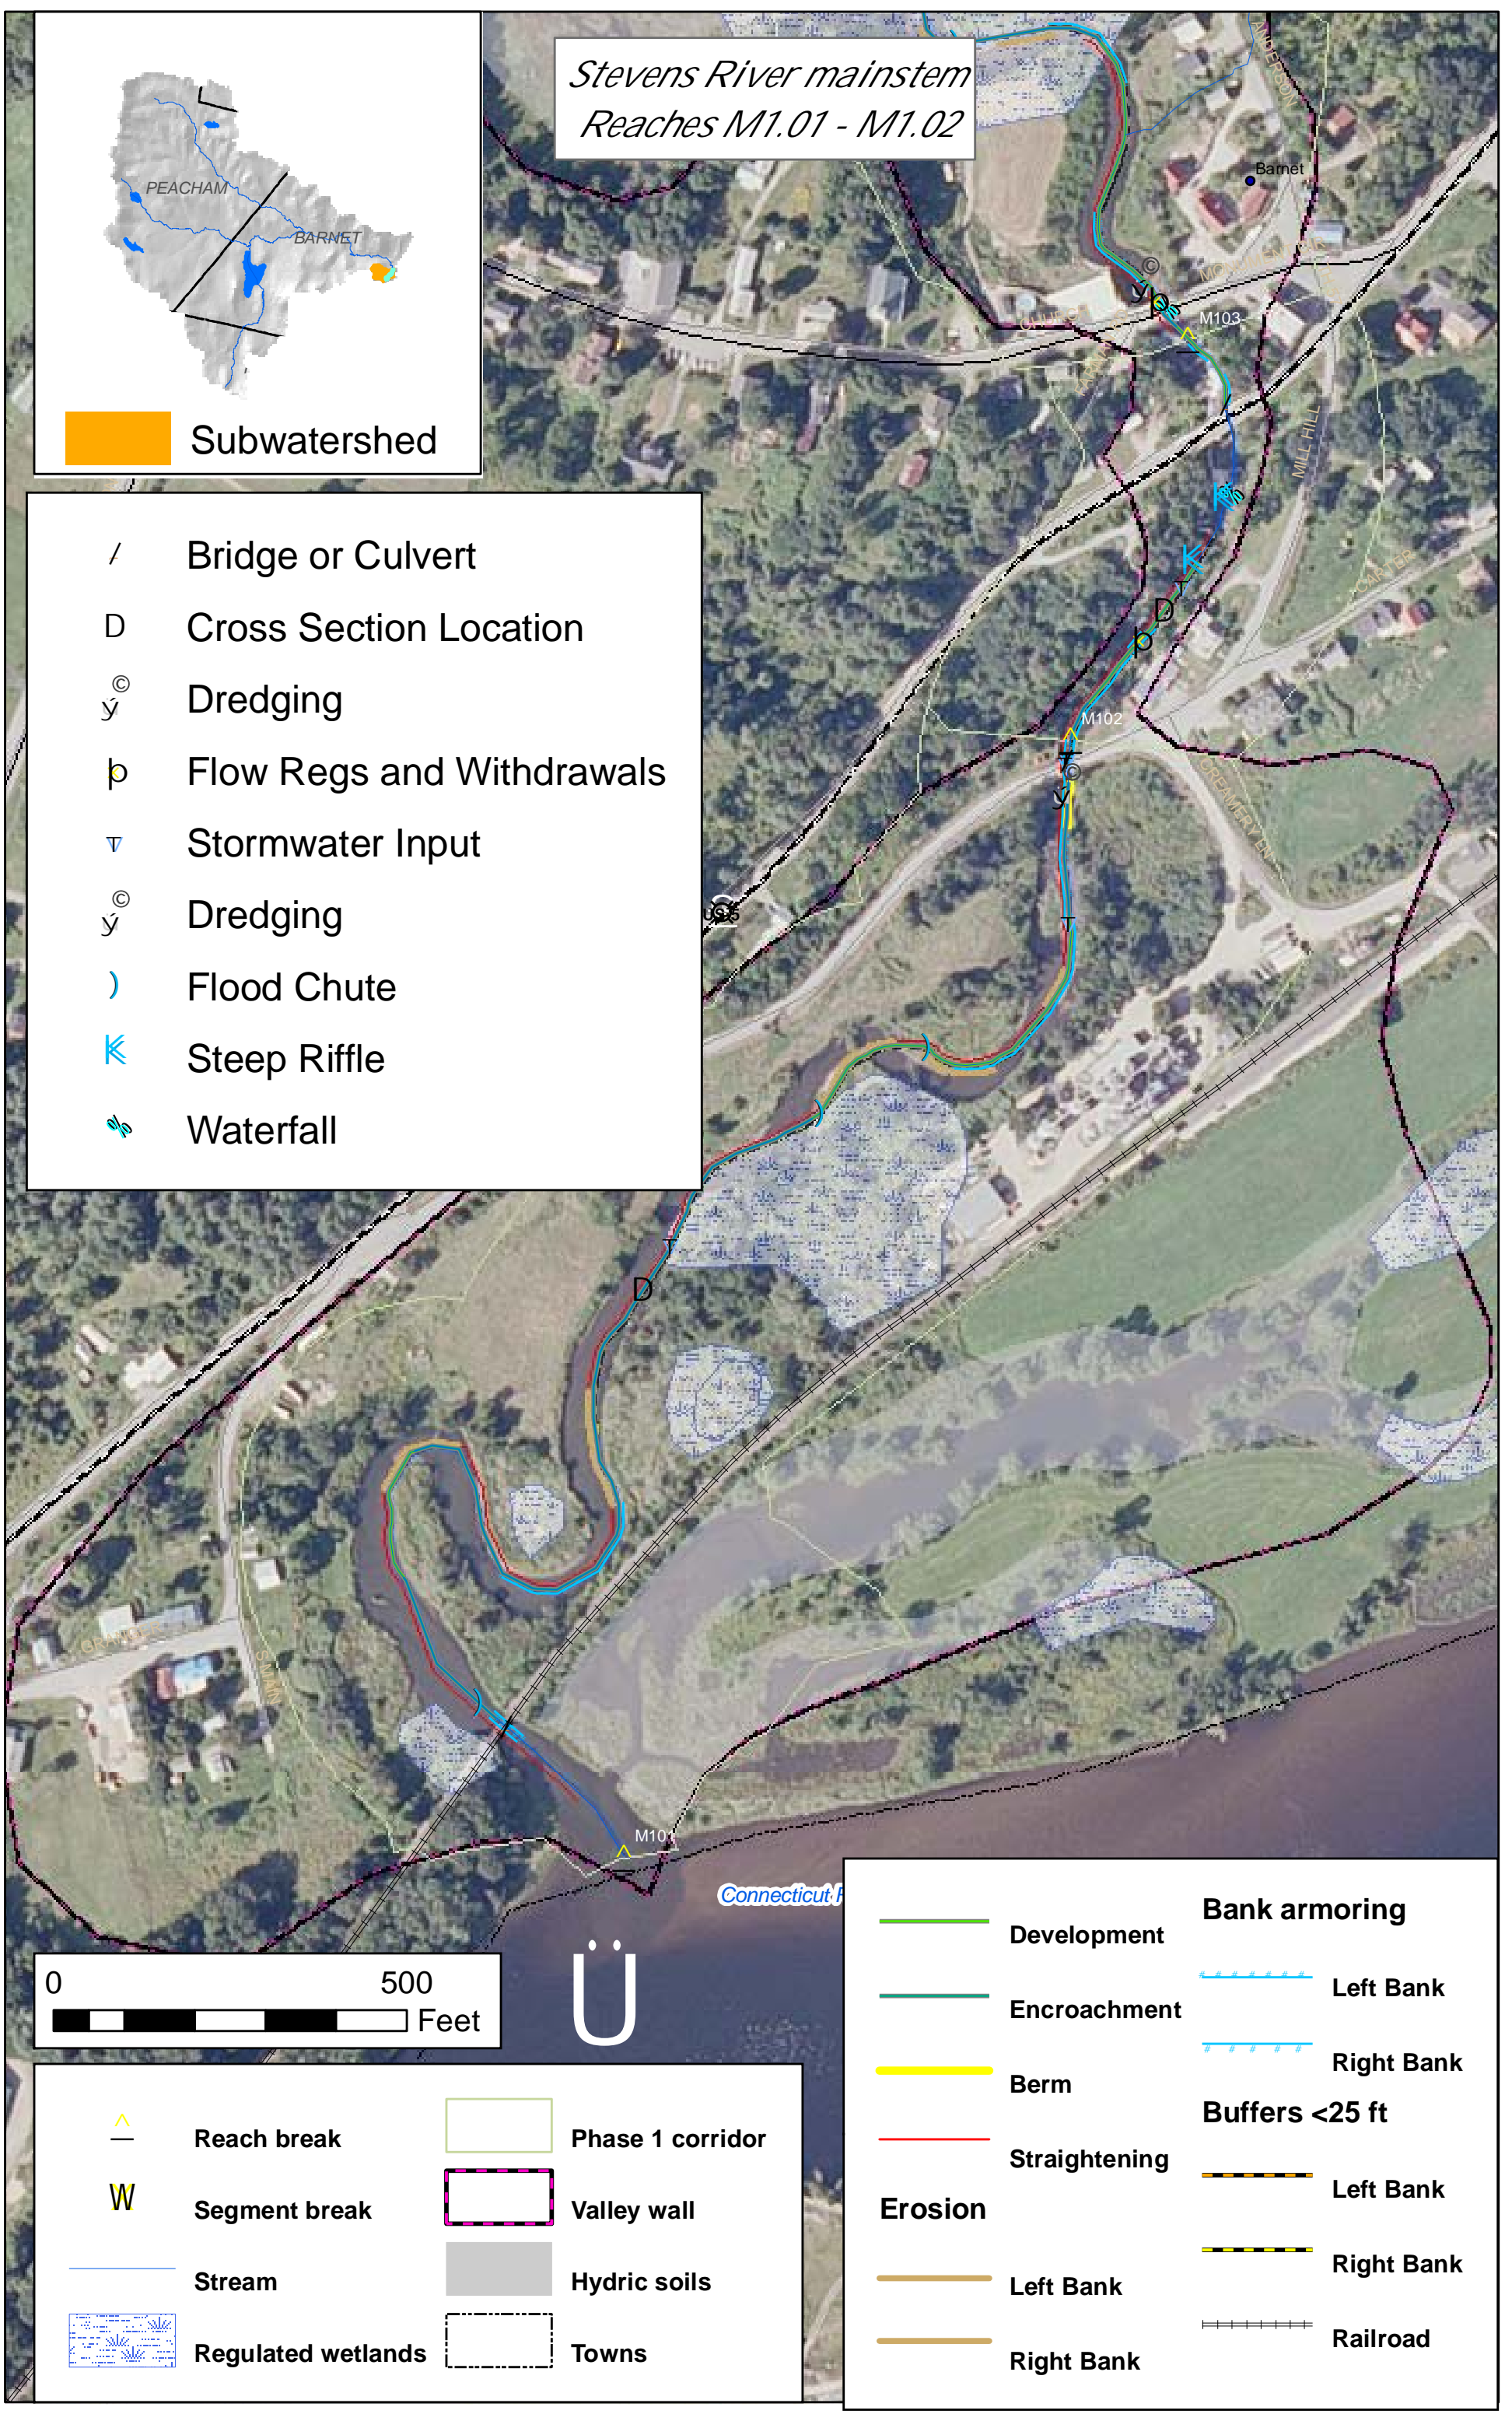 Stevens River mainstem
Reaches M1.01 - M1.02
PEACHAM
BARNET
Subwatershed
Bridge or Culvert
D Cross Section Location
© ý Dredging
þ Flow Regs and Withdrawals
T Stormwater Input
© ý Dredging
) Flood Chute
K Steep Riffle
% Waterfall
Barnet
M103
MILL HILL
CARTER
D
þ
M102
© ý
T
T
D
S MAIN
M101
Connecticut
0 500
Feet
Ü
Reach break
W Segment break
Stream
Regulated wetlands
Phase 1 corridor
Valley wall
Hydric soils
Towns
Development
Encroachment
Berm
Straightening
Erosion
Left Bank
Right Bank
Bank armoring
Left Bank
Right Bank
Buffers <25 ft
Left Bank
Right Bank
Railroad